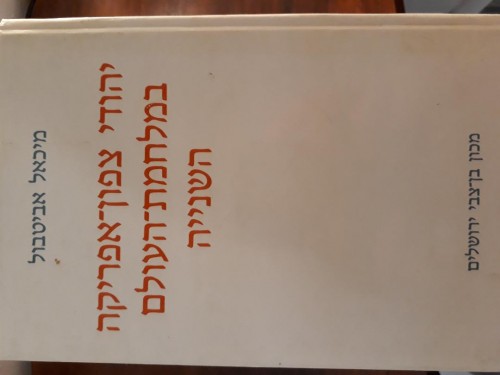 מיכאל אביטבול
יהודי צפון־אפריקה
במלחמת־העולם
השנייה
מכון בן־צבי ירושלים